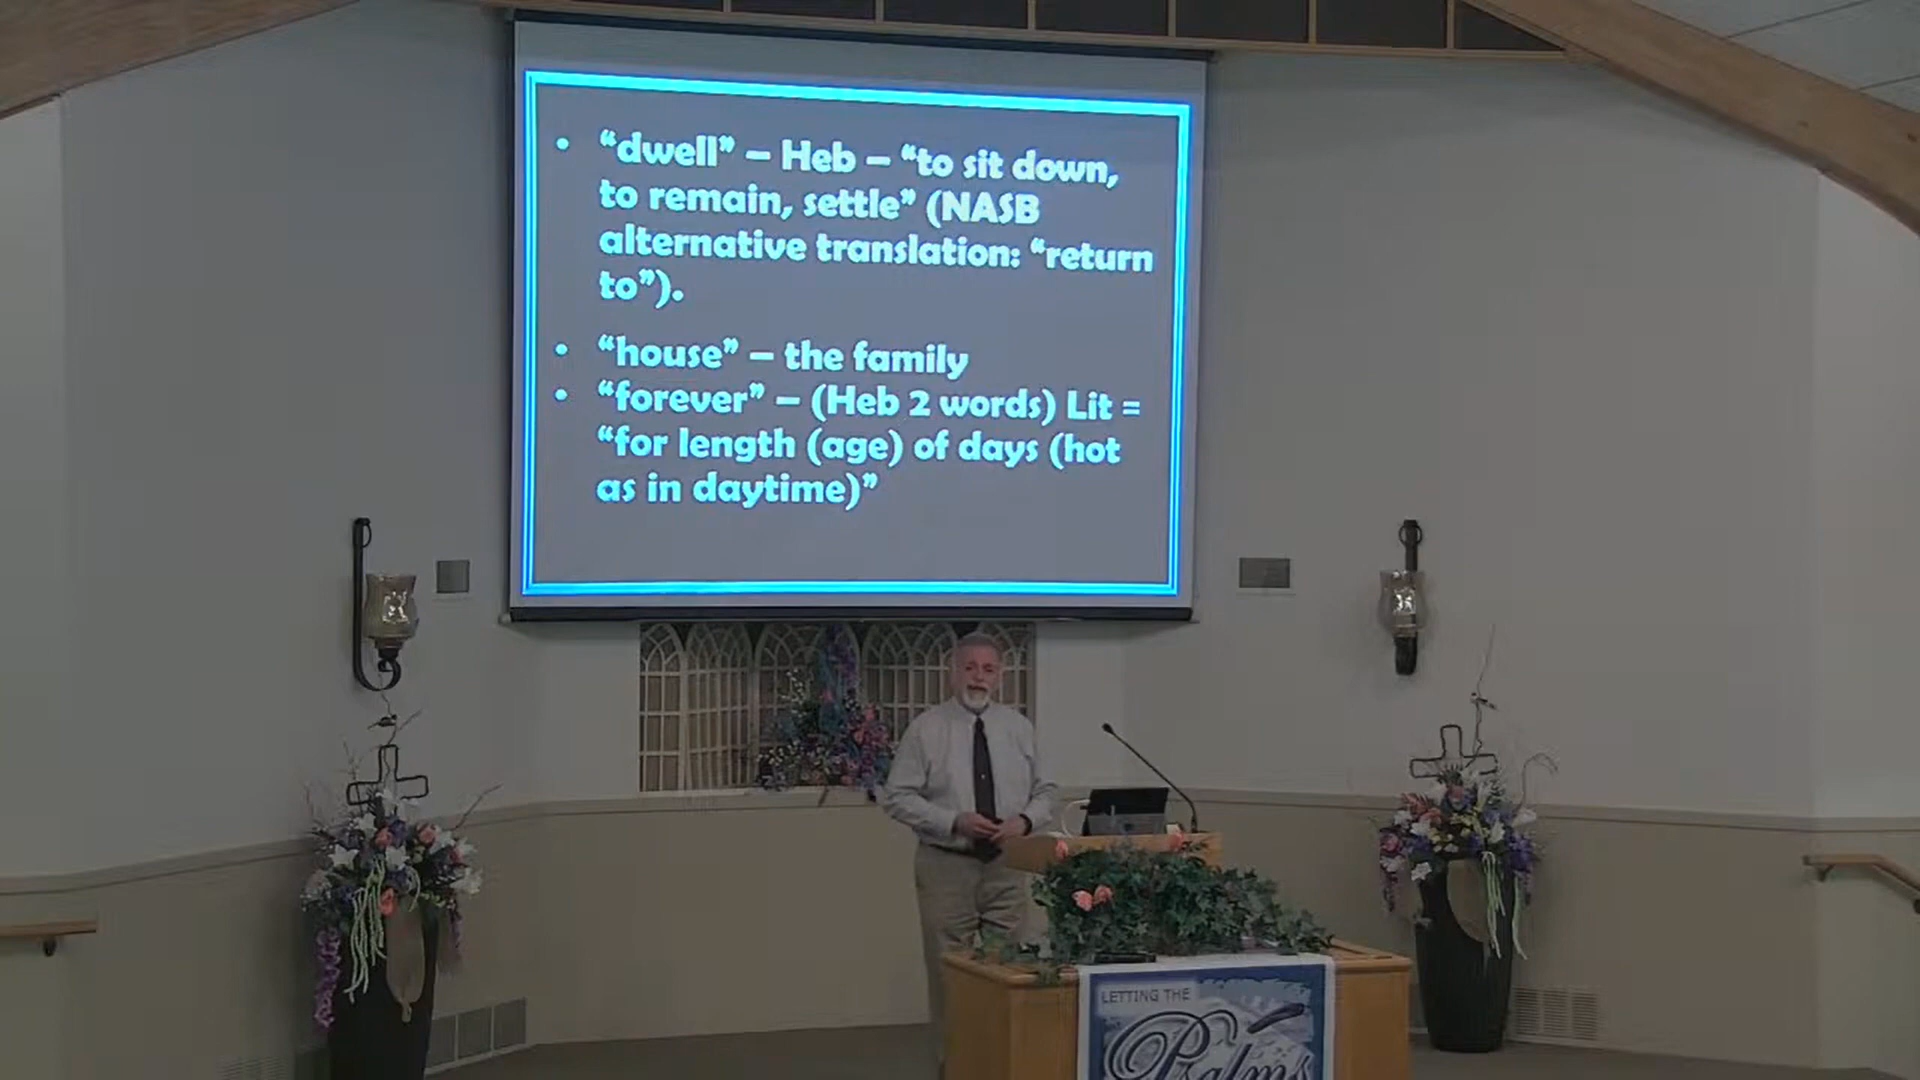 • “dwell” – Heb – “to sit down,
to remain, settle” (NASB
alternative translation: “return
to”).
• “house” – the family
• “forever” – (Heb 2 words) Lit =
“for length (age) of days (hot
as in daytime)”
LETTING THE
Psalms